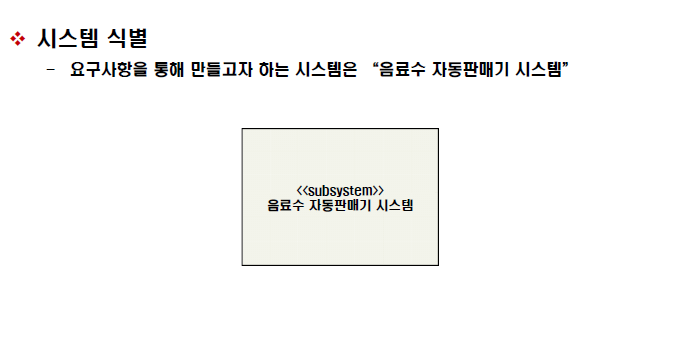 ❖ 시스템 식별
– 요구사항을 통해 만들고자 하는 시스템은 “음료수 자동판매기 시스템”
<<subsystem>>
음료수 자동판매기 시스템